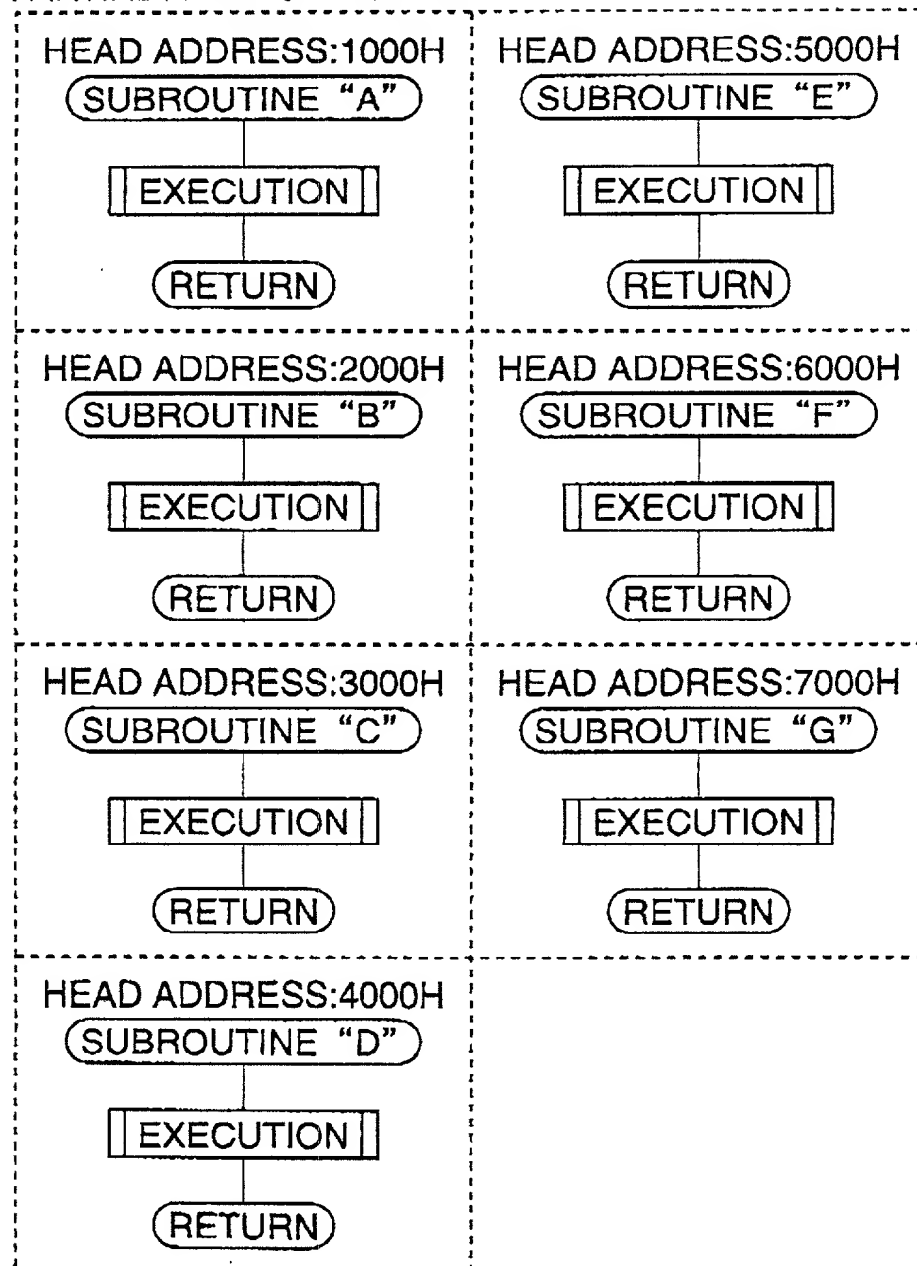 HEAD ADDRESS:1000H
SUBROUTINE “A”
EXECUTION
RETURN
HEAD ADDRESS:2000H
SUBROUTINE “B”
EXECUTION
RETURN
HEAD ADDRESS:3000H
SUBROUTINE “C”
EXECUTION
RETURN
HEAD ADDRESS:4000H
SUBROUTINE “D”
EXECUTION
RETURN
HEAD ADDRESS:5000H
SUBROUTINE “E”
EXECUTION
RETURN
HEAD ADDRESS:6000H
SUBROUTINE “F”
EXECUTION
RETURN
HEAD ADDRESS:7000H
SUBROUTINE “G”
EXECUTION
RETURN